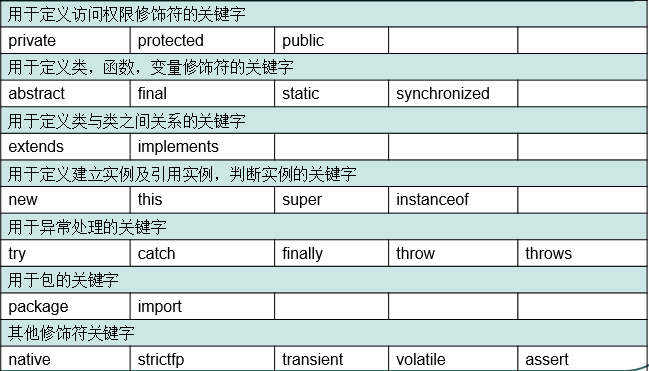 用于定义访问权限修饰符的关键字
private protected public
用于定义类，函数，变量修饰符的关键字
abstract final static synchronized
用于定义类与类之间关系的关键字
extends implements
用于定义建立实例及引用实例，判断实例的关键字
new this super instanceof
用于异常处理的关键字
try catch finally throw throws
用于包的关键字
package import
其他修饰符关键字
native strictfp transient volatile assert